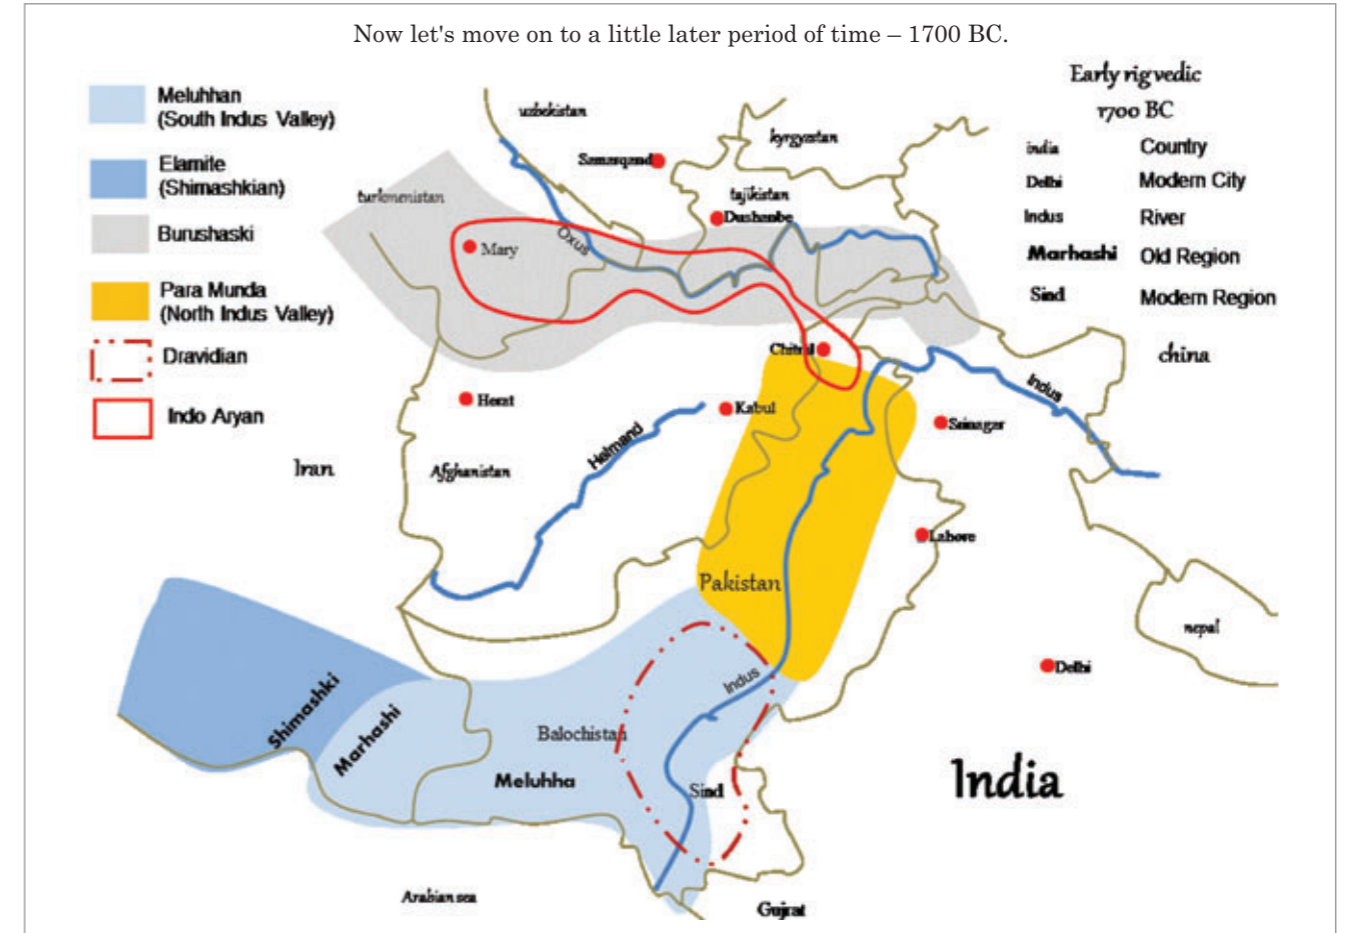 Now let's move on to a little later period of time – 1700 BC.
Early rigvedic
1700 BC
india Country
Delhi Modern City
Indus River
Marhashi Old Region
Sind Modern Region
Meluhhan
(South Indus Valley)
Elamite
(Shimashkian)
Burushaski
Para Munda
(North Indus Valley)
Dravidian
Indo Aryan
uzbekistan
kyrgyzstan
Samarqand
turkmenistan
tajikistan
Dushanbe
Mary
Oxus
Chitral
china
Indus
Herat
Kabul
Srinagar
Helmand
Iran
Afghanistan
Lahore
Pakistan
nepal
Delhi
Indus
Shimashki
Marhashi
Balochistan
Meluhha
Sind
India
Arabian sea
Gujrat